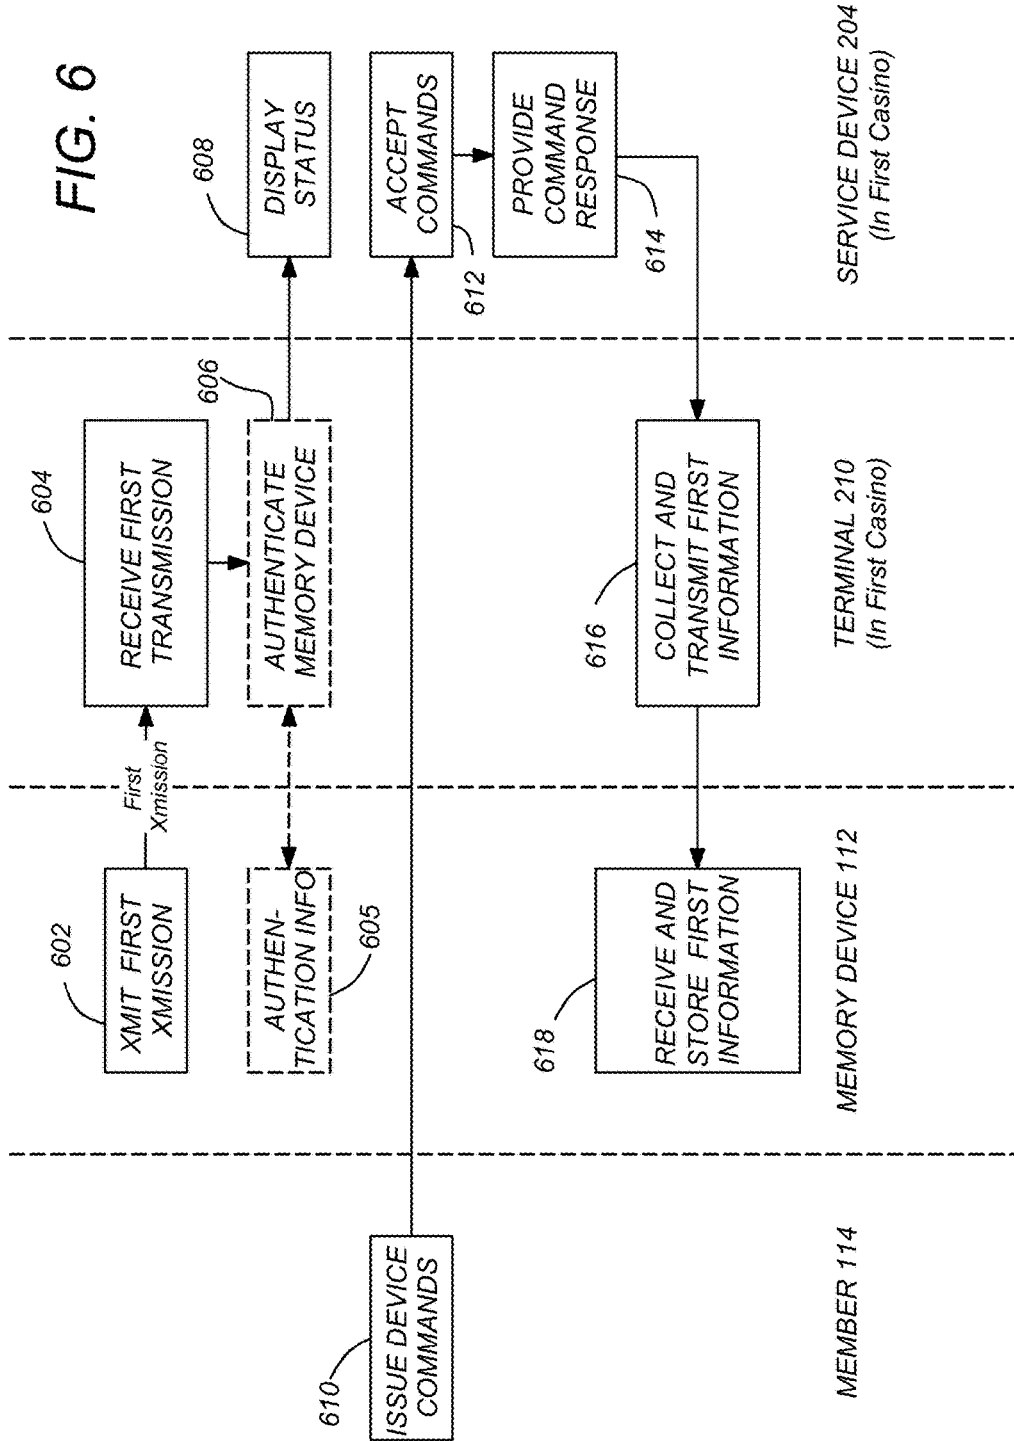 FIG. 6
602
XMIT FIRST
XMISSION
First
Xmission
604
RECEIVE FIRST
TRANSMISSION
AUTHEN-
TICATION INFO
605
606
AUTHENTICATE
MEMORY DEVICE
608
DISPLAY
STATUS
610
ISSUE DEVICE
COMMANDS
ACCEPT
COMMANDS
612
PROVIDE
COMMAND
RESPONSE
614
616
COLLECT AND
TRANSMIT FIRST
INFORMATION
618
RECEIVE AND
STORE FIRST
INFORMATION
MEMBER 114
MEMORY DEVICE 112
TERMINAL 210
(In First Casino)
SERVICE DEVICE 204
(In First Casino)